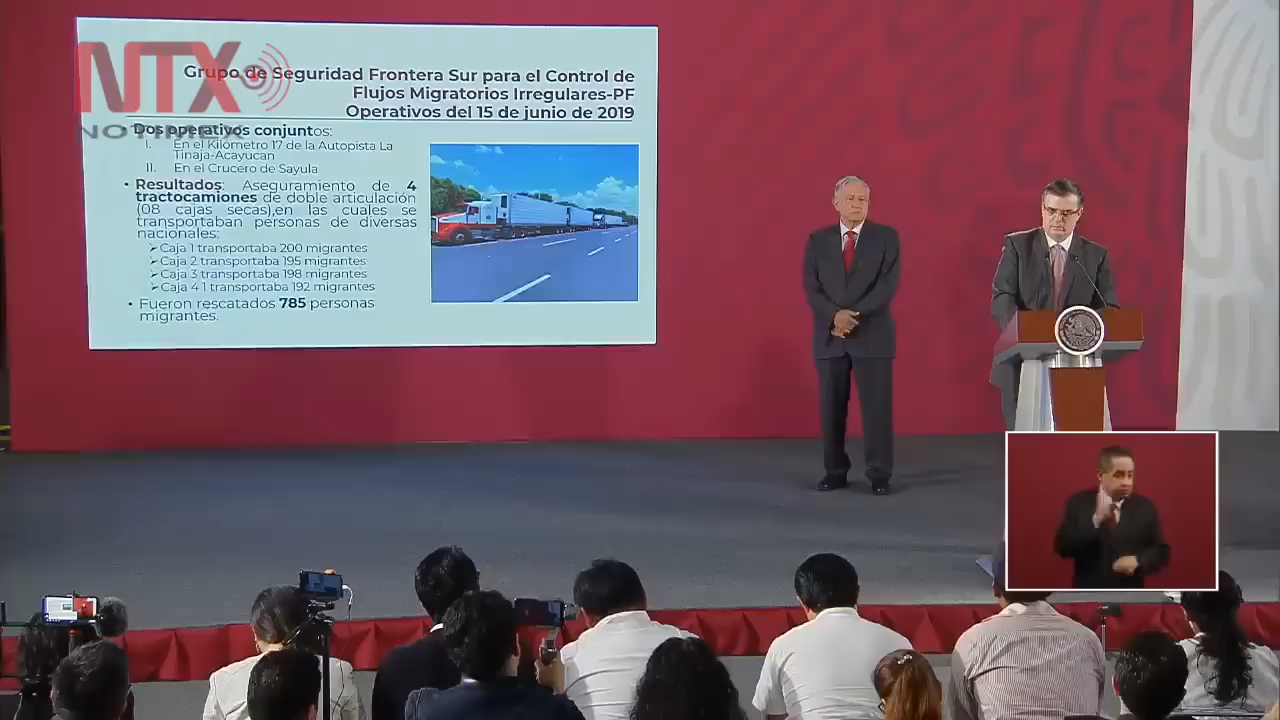 NTX
NOTIMEX
Grupo de Seguridad Frontera Sur para el Control de
Flujos Migratorios Irregulares-PF
Operativos del 15 de junio de 2019
Dos operativos conjuntos:
I. En el Kilómetro 17 de la Autopista La
Tinaja-Acayucan
II. En el Crucero de Sayula
• Resultados: Aseguramiento de 4
tractocamiones de doble articulación
(08 cajas secas),en las cuales se
transportaban personas de diversas
nacionales:
➢ Caja 1 transportaba 200 migrantes
➢ Caja 2 transportaba 195 migrantes
➢ Caja 3 transportaba 198 migrantes
➢ Caja 4 1 transportaba 192 migrantes
• Fueron rescatados 785 personas
migrantes.